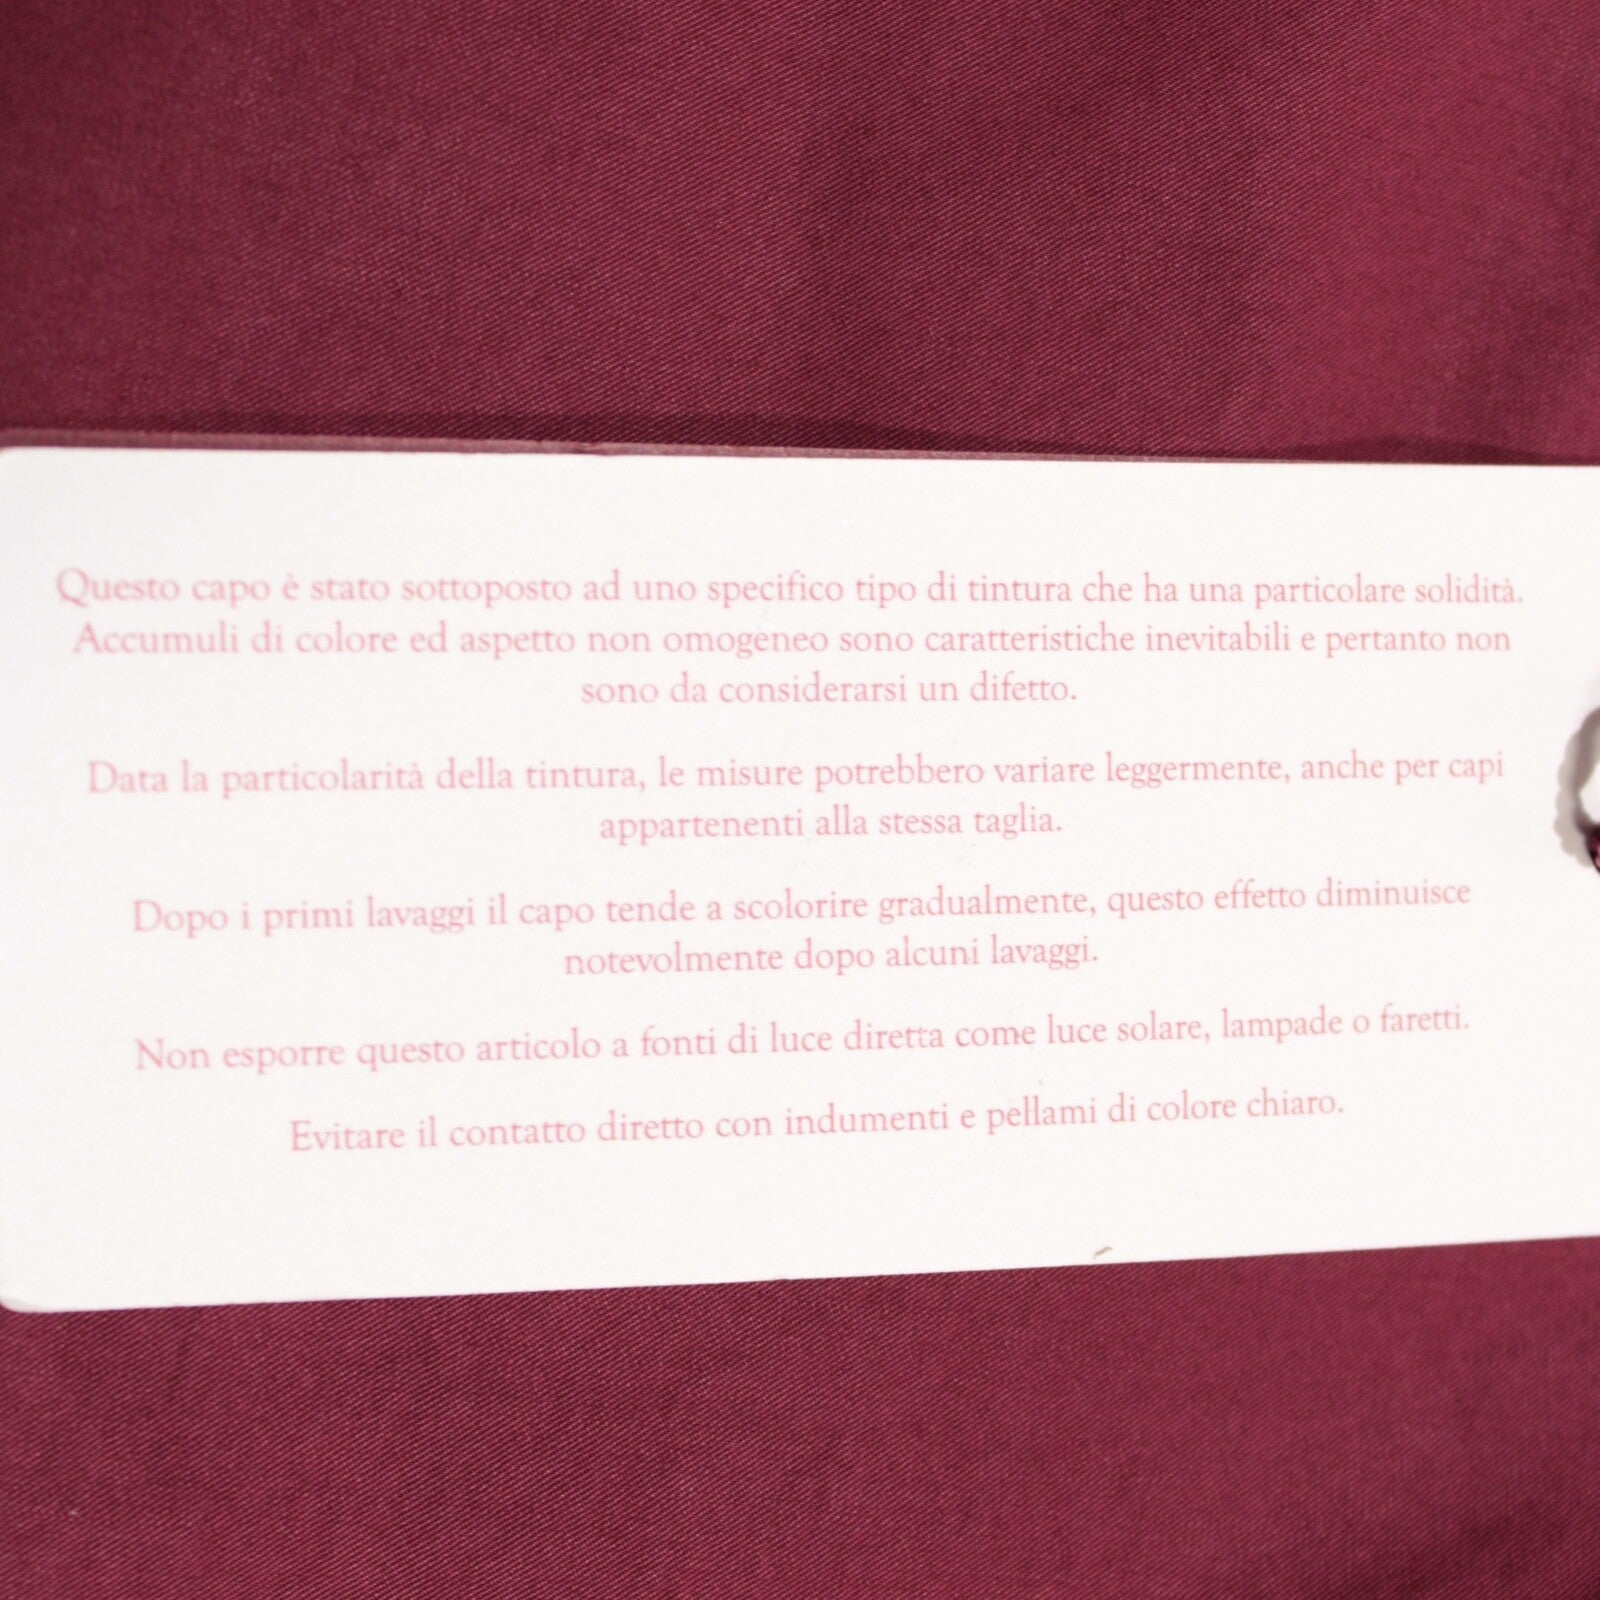 Questo capo è stato sottoposto ad uno specifico tipo di tintura che ha una particolare solidità.
Accumuli di colore ed aspetto non omogeneo sono caratteristiche inevitabili e pertanto non
sono da considerarsi un difetto.
Data la particolarità della tintura, le misure potrebbero variare leggermente, anche per capi
appartenenti alla stessa taglia.
Dopo i primi lavaggi il capo tende a scolorire gradualmente, questo effetto diminuisce
notevolmente dopo alcuni lavaggi.
Non esporre questo articolo a fonti di luce diretta come luce solare, lampade o faretti.
Evitare il contatto diretto con indumenti e pellami di colore chiaro.